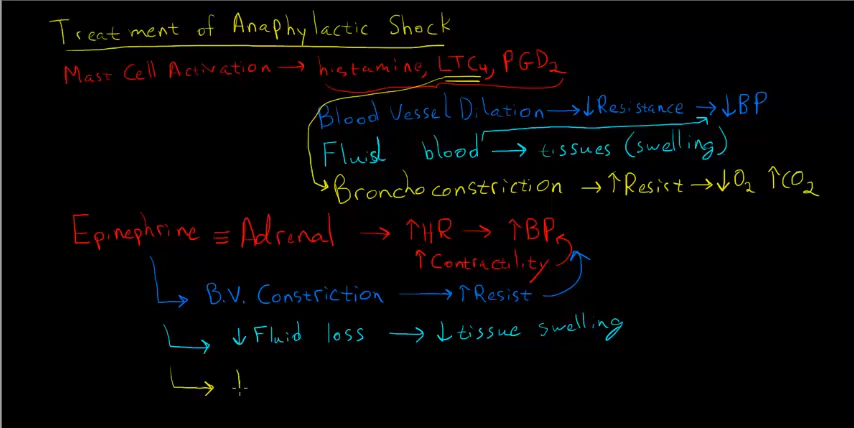 Treatment of Anaphylactic Shock
Mast Cell Activation → histamine, LTC4, PGD2
Blood Vessel Dilation → ↓Resistance → ↓BP
Fluid blood → tissues (swelling)
Bronchoconstriction → ↑Resist → ↓O2 ↑CO2
Epinephrine ≡ Adrenal → ↑HR → ↑BP
↑Contractility
B.V. Constriction → ↑Resist
↓Fluid loss → ↓tissue swelling